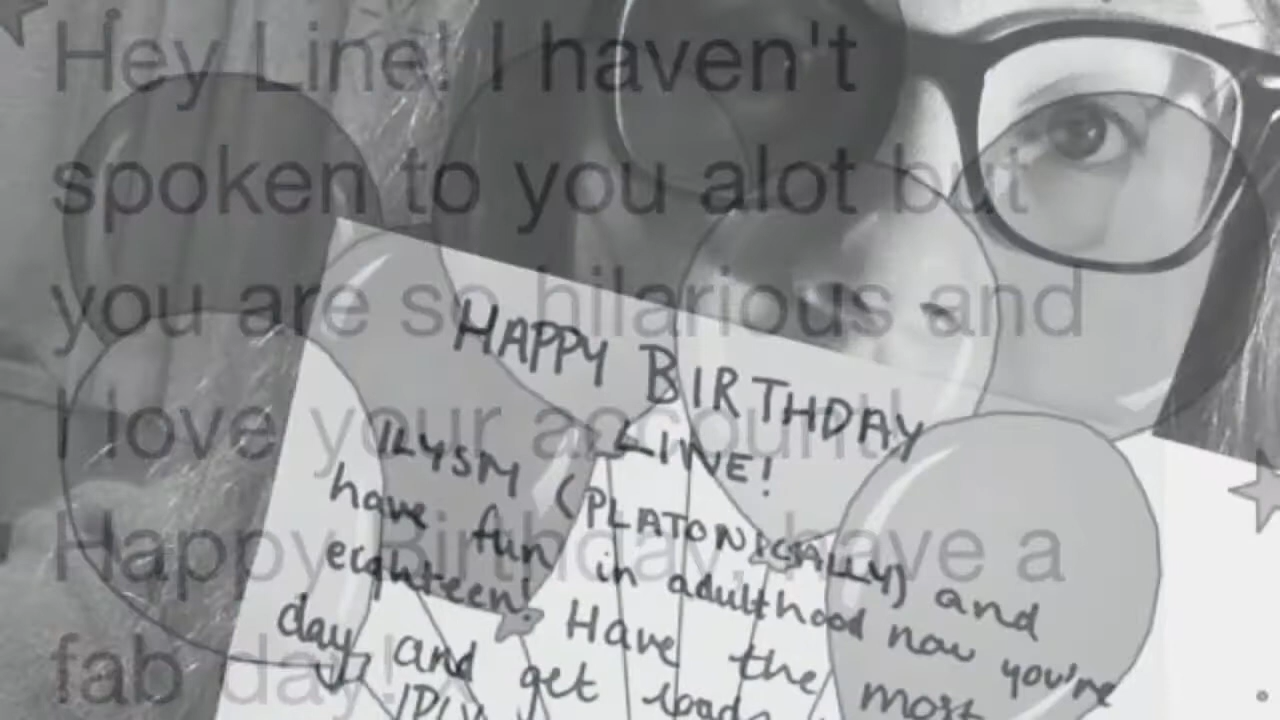 Hey Line! I haven't
spoken to you alot but
you are so hilarious and
I love your account!
Happy Birthday, have a
fab day! x
HAPPY BIRTHDAY
LINE!
ILYSM (PLATONICALLY) and
have fun in adulthood now you're
eighteen! Have the most
day and get loads